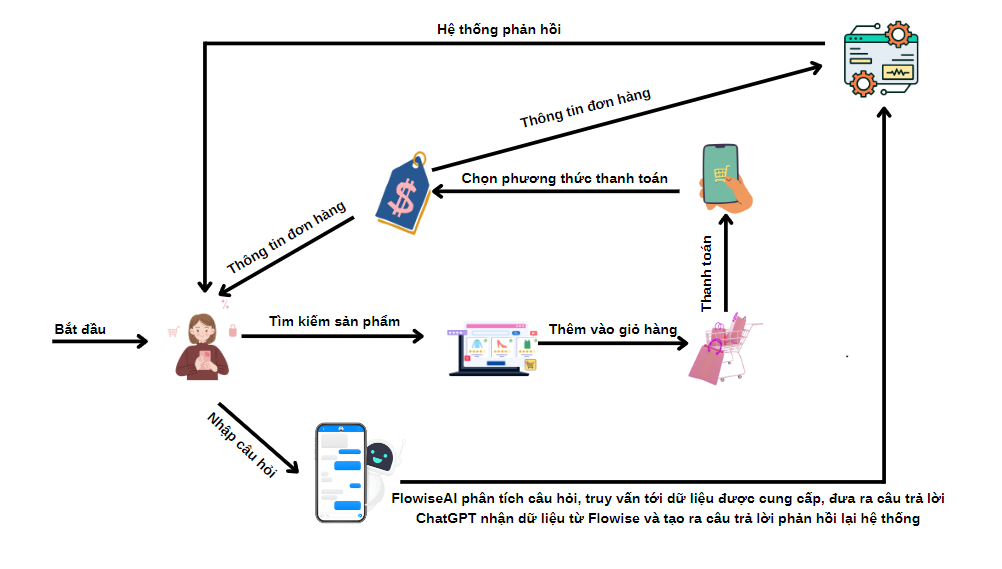 Hệ thống phản hồi
Thông tin đơn hàng
Chọn phương thức thanh toán
Thông tin đơn hàng
Thanh toán
Bắt đầu
Tìm kiếm sản phẩm
Thêm vào giỏ hàng
Nhập câu hỏi
FlowiseAI phân tích câu hỏi, truy vấn tới dữ liệu được cung cấp, đưa ra câu trả lời
ChatGPT nhận dữ liệu từ Flowise và tạo ra câu trả lời phản hồi lại hệ thống